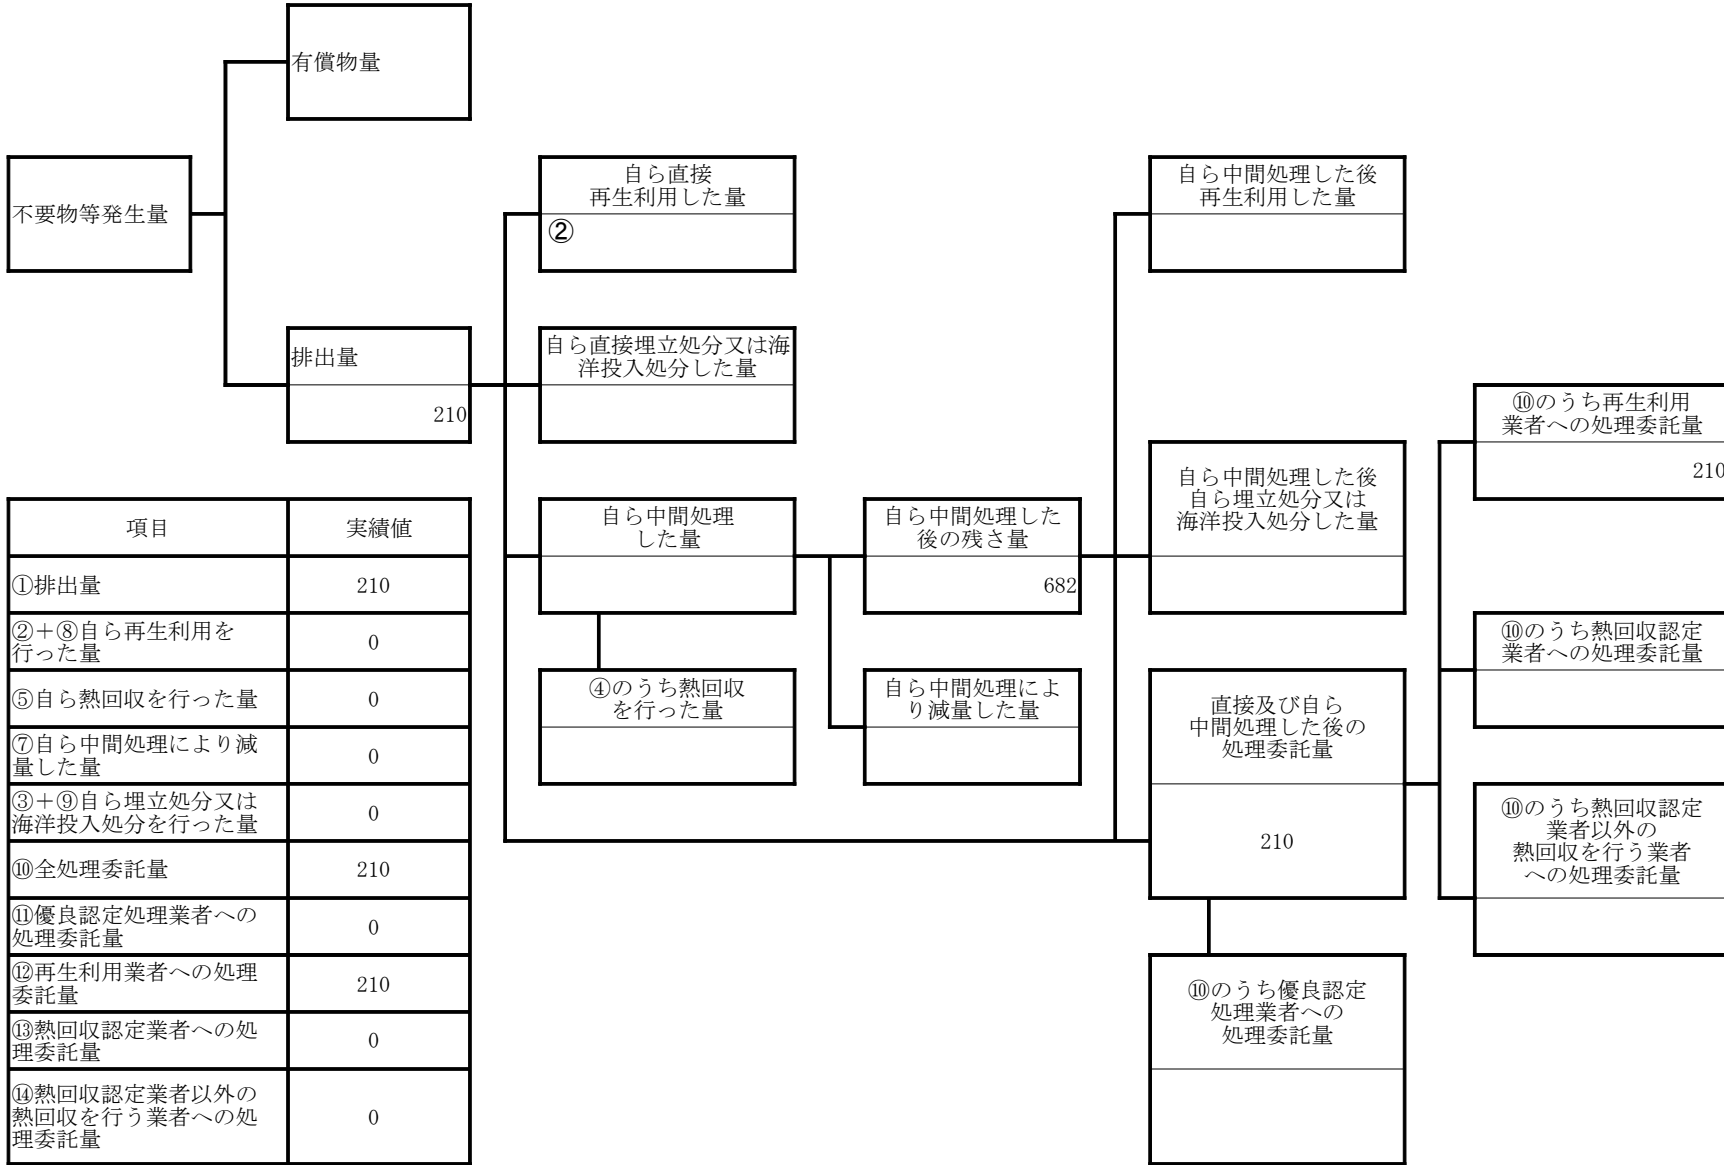 有償物量
不要物等発生量
自ら直接
再生利用した量
②
自ら中間処理した後
再生利用した量
排出量
210
自ら直接埋立処分又は海
洋投入処分した量
⑩のうち再生利用
業者への処理委託量
210
自ら中間処理した後
自ら埋立処分又は
海洋投入処分した量
自ら中間処理
した量
自ら中間処理した
後の残さ量
682
⑩のうち熱回収認定
業者への処理委託量
④のうち熱回収
を行った量
自ら中間処理によ
り減量した量
直接及び自ら
中間処理した後の
処理委託量
210
⑩のうち熱回収認定
業者以外の
熱回収を行う業者
への処理委託量
⑩のうち優良認定
処理業者への
処理委託量
項目 実績値
①排出量 210
②+⑧自ら再生利用を
行った量 0
⑤自ら熱回収を行った量 0
⑦自ら中間処理により減
量した量 0
③+⑨自ら埋立処分又は
海洋投入処分を行った量 0
⑩全処理委託量 210
⑪優良認定処理業者への
処理委託量 0
⑫再生利用業者への処理
委託量 210
⑬熱回収認定業者への処
理委託量 0
⑭熱回収認定業者以外の
熱回収を行う業者への処
理委託量 0